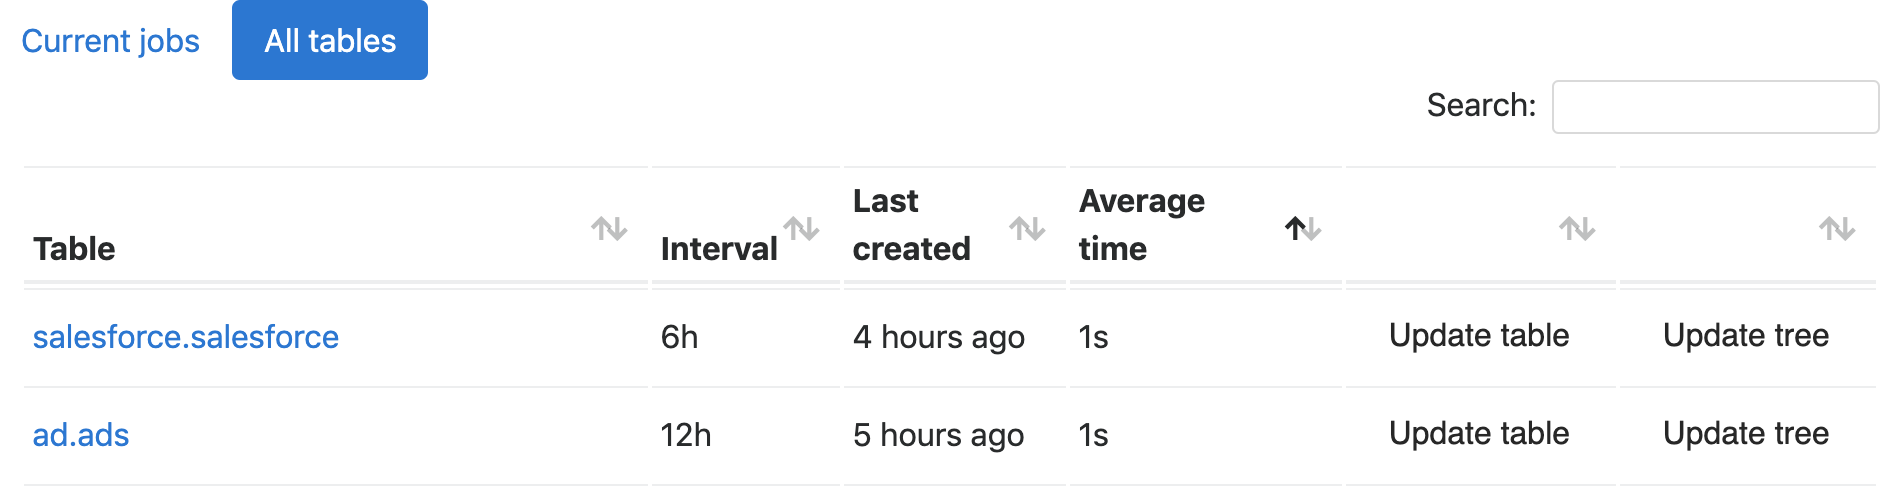 Current jobs All tables
Search:
Table Interval Last created Average time
salesforce.salesforce 6h 4 hours ago 1s Update table Update tree
ad.ads 12h 5 hours ago 1s Update table Update tree